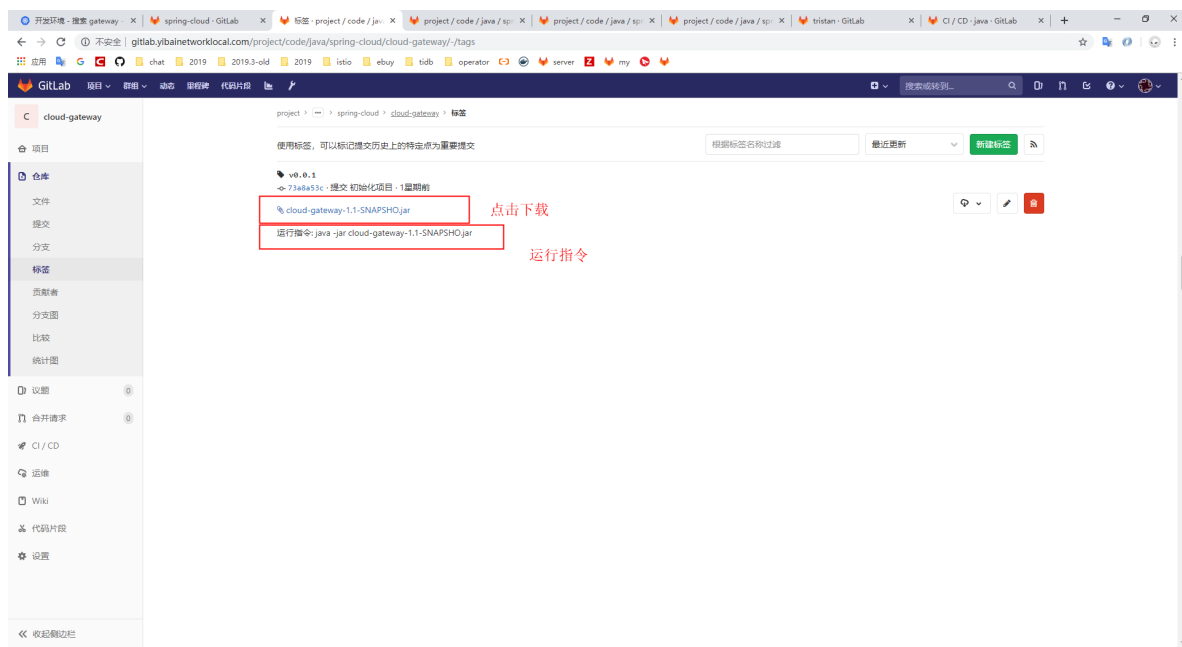 开发环境 - 搜索 gateway -
spring-cloud · GitLab
标签 · project / code / java
project / code / java / spr
project / code / java / spr
project / code / java / spr
tristan · GitLab
CI / CD · java · GitLab
不安全 | gitlab.yibainetworklocal.com/project/code/java/spring-cloud/cloud-gateway/-/tags
应用 chat 2019 2019.3-old 2019 istio ebuy tidb operator server my
GitLab 项目 群组 动态 里程碑 代码片段 搜索或转到...
C cloud-gateway
project > ... > spring-cloud > cloud-gateway > 标签
项目
使用标签，可以标记提交历史上的特定点为重要提交 根据标签名称过滤 最近更新 新建标签
仓库
v0.0.1
73a8a53c · 提交 初始化项目 · 1星期前
文件
cloud-gateway-1.1-SNAPSHO.jar 点击下载
提交
运行指令: java -jar cloud-gateway-1.1-SNAPSHO.jar
运行指令
分支
标签
贡献者
分支图
比较
统计图
议题 0
合并请求 0
CI / CD
运维
Wiki
代码片段
设置
收起侧边栏